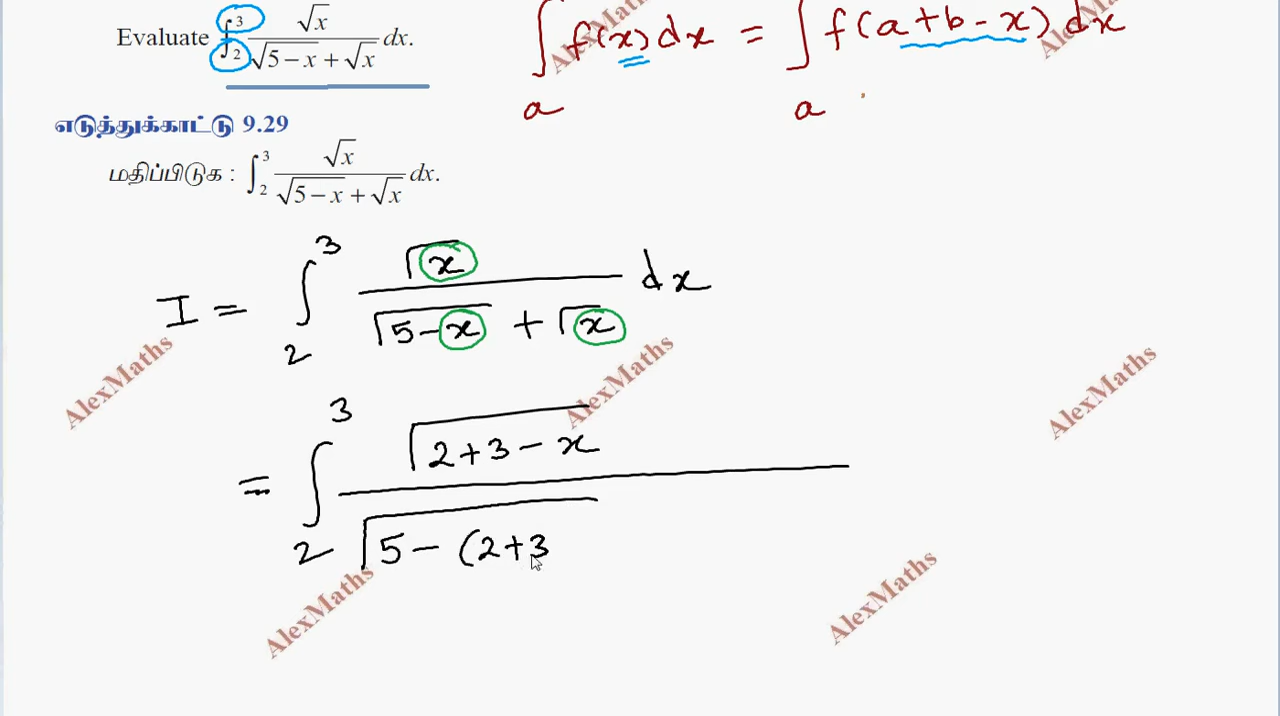 Evaluate ∫₂³ √x / (√(5−x) + √x) dx.
∫ₐ f(x) dx = ∫ₐ f(a+b−x) dx
எடுத்துக்காட்டு 9.29
மதிப்பிடுக : ∫₂³ √x / (√(5−x) + √x) dx.
I = ∫₂³ √x / (√(5−x) + √x) dx
= ∫₂³ √(2+3−x) / √(5−(2+3
AlexMaths
AlexMaths
AlexMaths
AlexMaths
AlexMaths
AlexMaths
AlexMaths